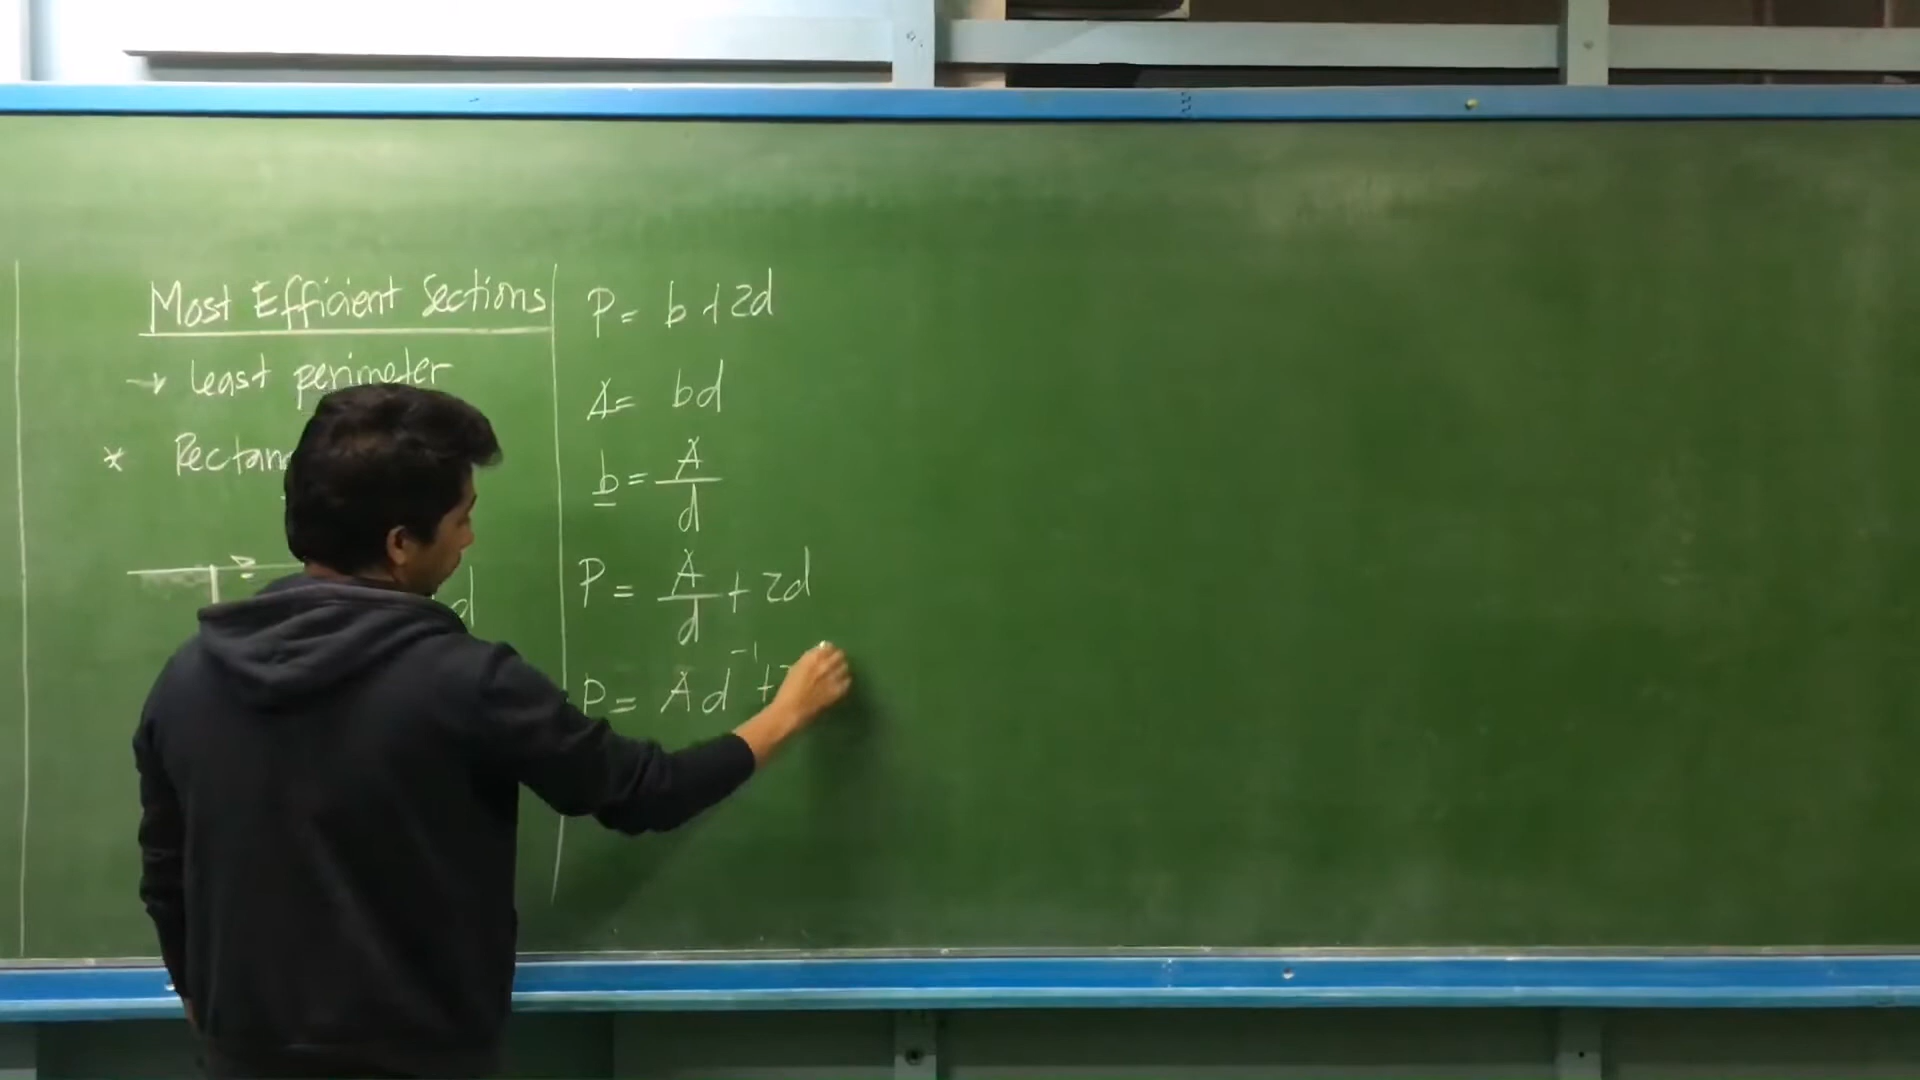 Most Efficient Sections
→ least perimeter
* Rectan
d
P = b + 2d
A = bd
b = A/d
P = A/d + 2d
P = Ad⁻¹ +